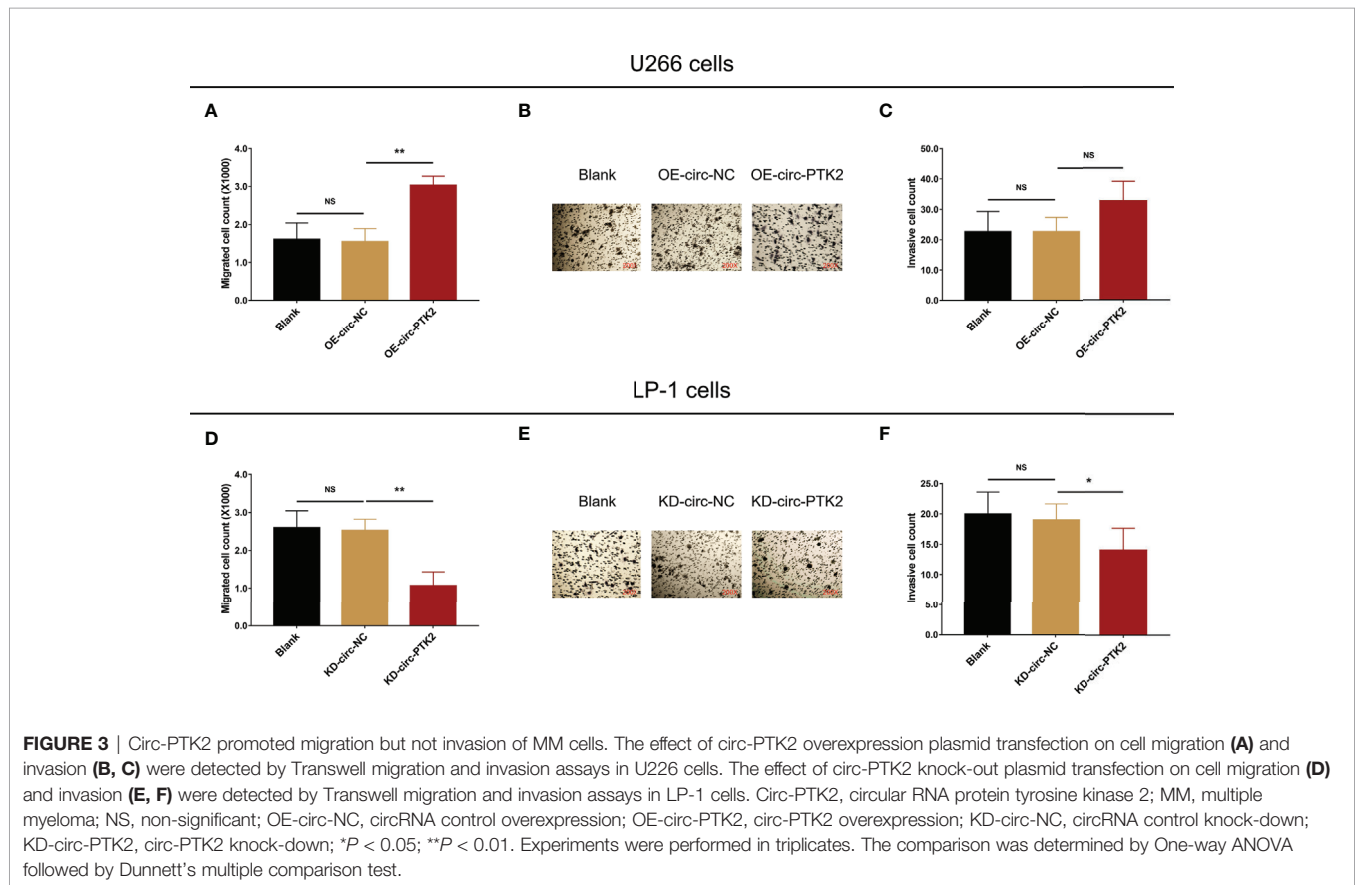 U266 cells
A
Migrated cell count (X1000)
4.0
3.0
2.0
1.0
0.0
NS
**
Blank
OE-circ-NC
OE-circ-PTK2
B
Blank
OE-circ-NC
OE-circ-PTK2
C
Invasive cell count
50.0
40.0
30.0
20.0
10.0
0.0
NS
NS
Blank
OE-circ-NC
OE-circ-PTK2
LP-1 cells
D
Migrated cell count (X1000)
4.0
3.0
2.0
1.0
0.0
NS
**
Blank
KD-circ-NC
KD-circ-PTK2
E
Blank
KD-circ-NC
KD-circ-PTK2
F
Invasive cell count
25.0
20.0
15.0
10.0
5.0
0.0
NS
*
Blank
KD-circ-NC
KD-circ-PTK2
FIGURE 3 | Circ-PTK2 promoted migration but not invasion of MM cells. The effect of circ-PTK2 overexpression plasmid transfection on cell migration (A) and
invasion (B, C) were detected by Transwell migration and invasion assays in U226 cells. The effect of circ-PTK2 knock-out plasmid transfection on cell migration (D)
and invasion (E, F) were detected by Transwell migration and invasion assays in LP-1 cells. Circ-PTK2, circular RNA protein tyrosine kinase 2; MM, multiple
myeloma; NS, non-significant; OE-circ-NC, circRNA control overexpression; OE-circ-PTK2, circ-PTK2 overexpression; KD-circ-NC, circRNA control knock-down;
KD-circ-PTK2, circ-PTK2 knock-down; *P < 0.05; **P < 0.01. Experiments were performed in triplicates. The comparison was determined by One-way ANOVA
followed by Dunnett's multiple comparison test.